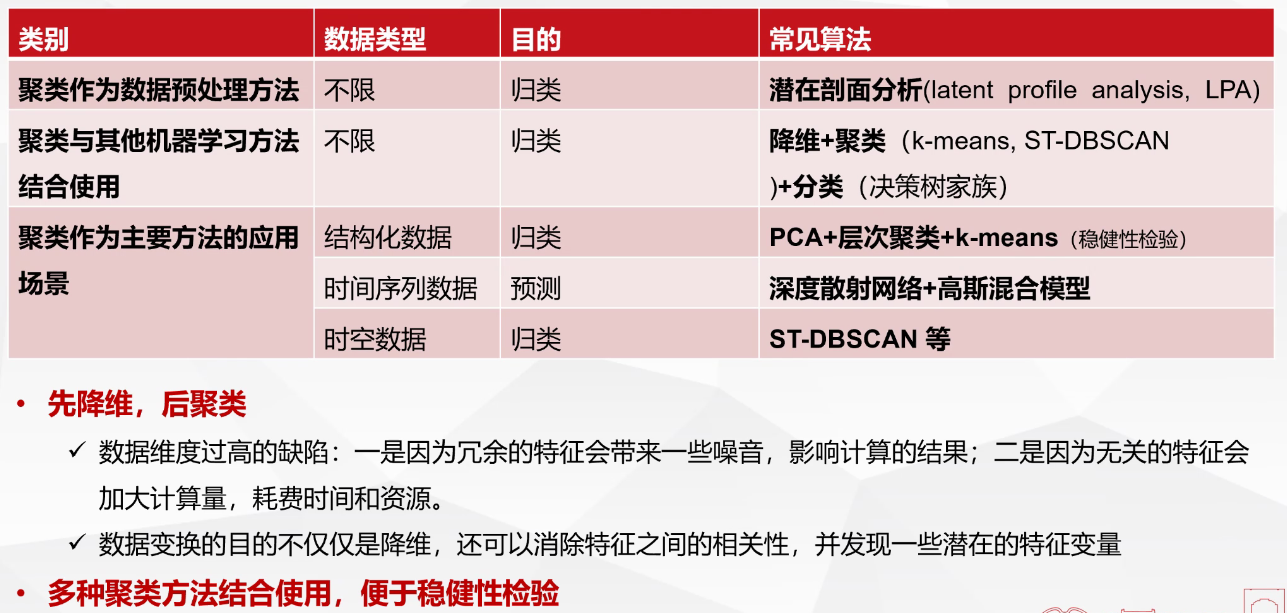 类别 数据类型 目的 常见算法
聚类作为数据预处理方法 不限 归类 潜在剖面分析(latent profile analysis, LPA)
聚类与其他机器学习方法 不限 归类 降维+聚类（k-means, ST-DBSCAN
结合使用 )+分类（决策树家族）
聚类作为主要方法的应用 结构化数据 归类 PCA+层次聚类+k-means（稳健性检验）
场景 时间序列数据 预测 深度散射网络+高斯混合模型
时空数据 归类 ST-DBSCAN 等
• 先降维，后聚类
✓ 数据维度过高的缺陷：一是因为冗余的特征会带来一些噪音，影响计算的结果；二是因为无关的特征会
加大计算量，耗费时间和资源。
✓ 数据变换的目的不仅仅是降维，还可以消除特征之间的相关性，并发现一些潜在的特征变量
• 多种聚类方法结合使用，便于稳健性检验